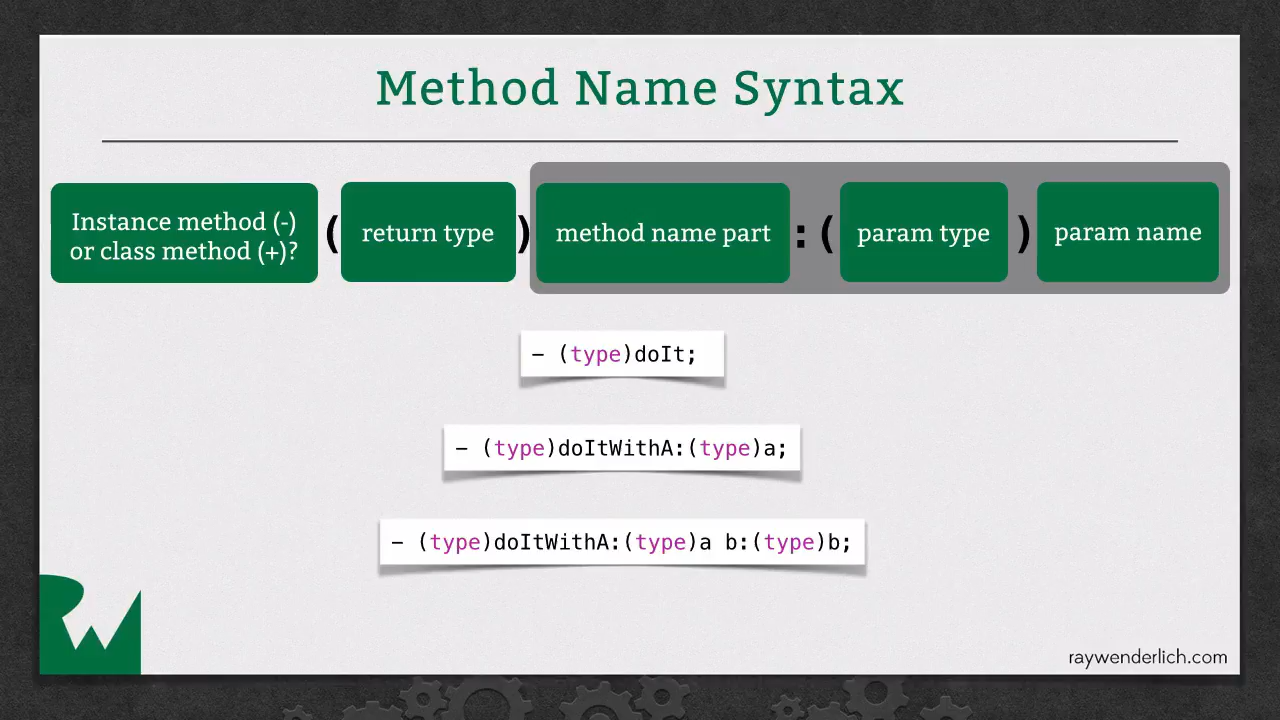 Method Name Syntax
Instance method (-)
or class method (+)?
( return type ) method name part : ( param type ) param name
- (type)doIt;
- (type)doItWithA:(type)a;
- (type)doItWithA:(type)a b:(type)b;
RW
raywenderlich.com